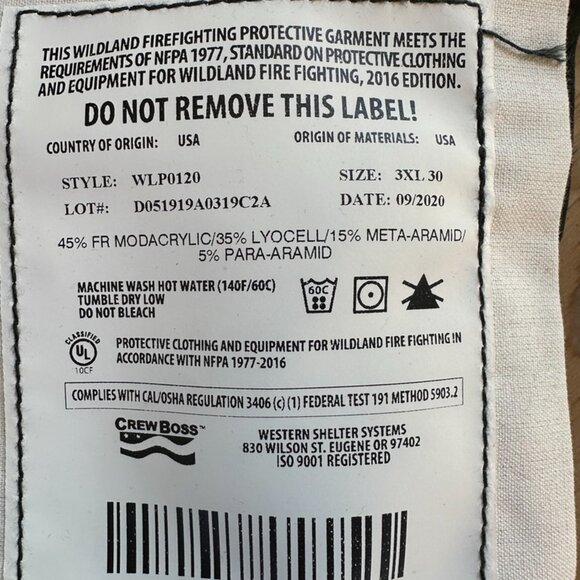 THIS WILDLAND FIREFIGHTING PROTECTIVE GARMENT MEETS THE
REQUIREMENTS OF NFPA 1977, STANDARD ON PROTECTIVE CLOTHING
AND EQUIPMENT FOR WILDLAND FIRE FIGHTING, 2016 EDITION.
DO NOT REMOVE THIS LABEL!
COUNTRY OF ORIGIN: USA ORIGIN OF MATERIALS: USA
STYLE: WLP0120 SIZE: 3XL 30
LOT#: D051919A0319C2A DATE: 09/2020
45% FR MODACRYLIC/35% LYOCELL/15% META-ARAMID/
5% PARA-ARAMID
MACHINE WASH HOT WATER (140F/60C)
TUMBLE DRY LOW
DO NOT BLEACH
60C
CLASSIFIED
UL
10CF
PROTECTIVE CLOTHING AND EQUIPMENT FOR WILDLAND FIRE FIGHTING IN
ACCORDANCE WITH NFPA 1977-2016
COMPLIES WITH CAL/OSHA REGULATION 3406 (c) (1) FEDERAL TEST 191 METHOD 5903.2
CREWBOSS™
WESTERN SHELTER SYSTEMS
830 WILSON ST. EUGENE OR 97402
ISO 9001 REGISTERED